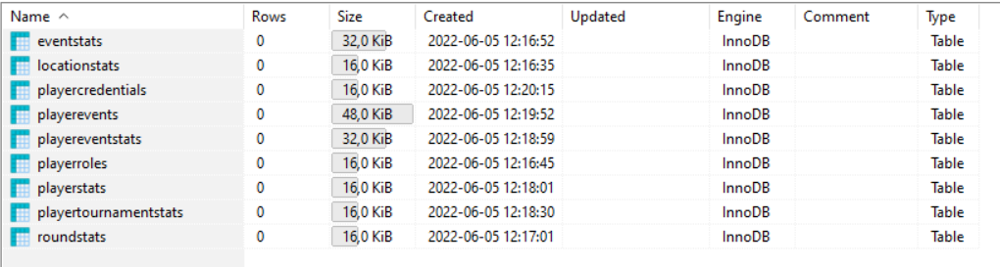 Name Rows Size Created Updated Engine Comment Type
eventstats 0 32,0 KiB 2022-06-05 12:16:52 InnoDB Table
locationstats 0 16,0 KiB 2022-06-05 12:16:35 InnoDB Table
playercredentials 0 16,0 KiB 2022-06-05 12:20:15 InnoDB Table
playerevents 0 48,0 KiB 2022-06-05 12:19:52 InnoDB Table
playereventstats 0 32,0 KiB 2022-06-05 12:18:59 InnoDB Table
playerroles 0 16,0 KiB 2022-06-05 12:16:45 InnoDB Table
playerstats 0 16,0 KiB 2022-06-05 12:18:01 InnoDB Table
playertournamentstats 0 16,0 KiB 2022-06-05 12:18:30 InnoDB Table
roundstats 0 16,0 KiB 2022-06-05 12:17:01 InnoDB Table